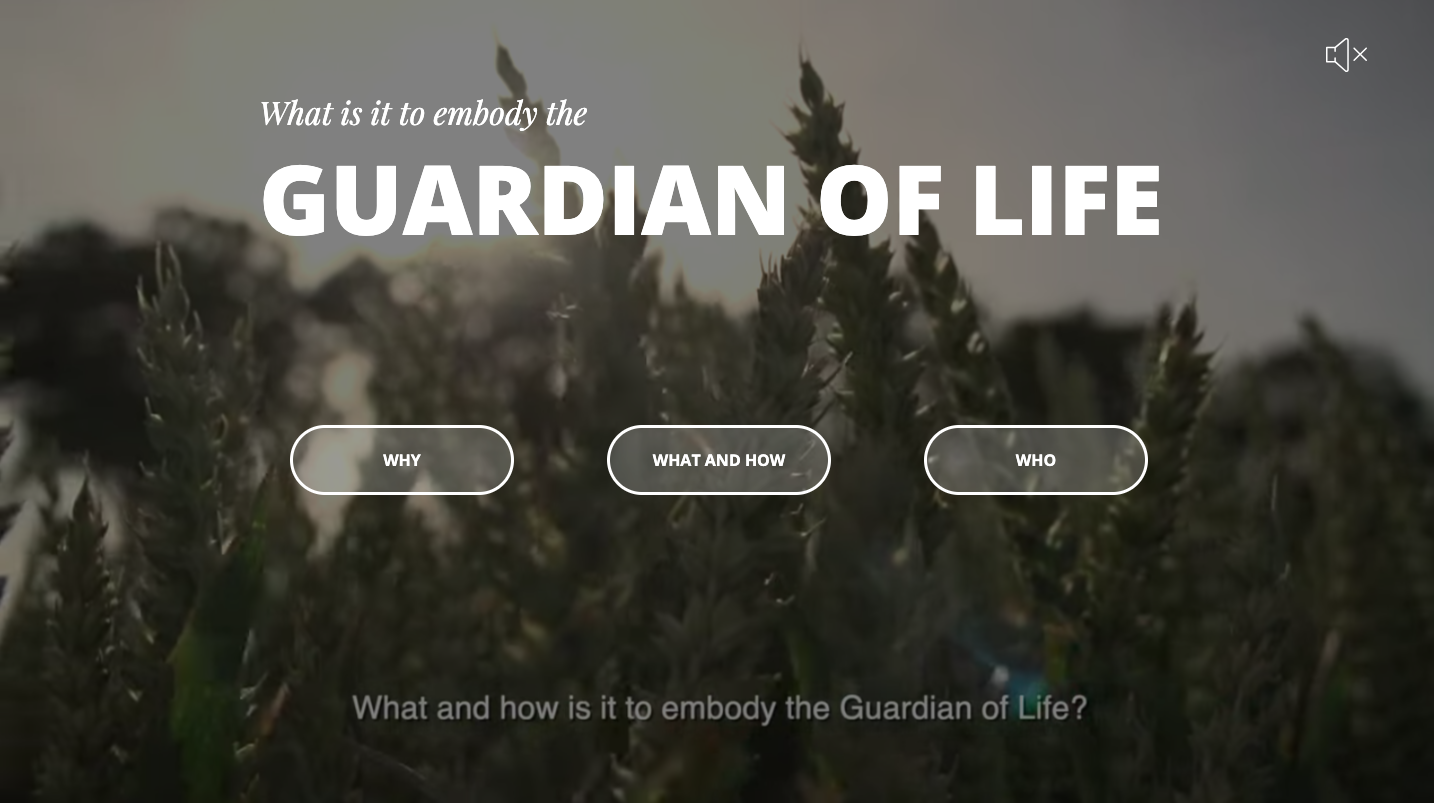 What is it to embody the
GUARDIAN OF LIFE
WHY
WHAT AND HOW
WHO
What and how is it to embody the Guardian of Life?